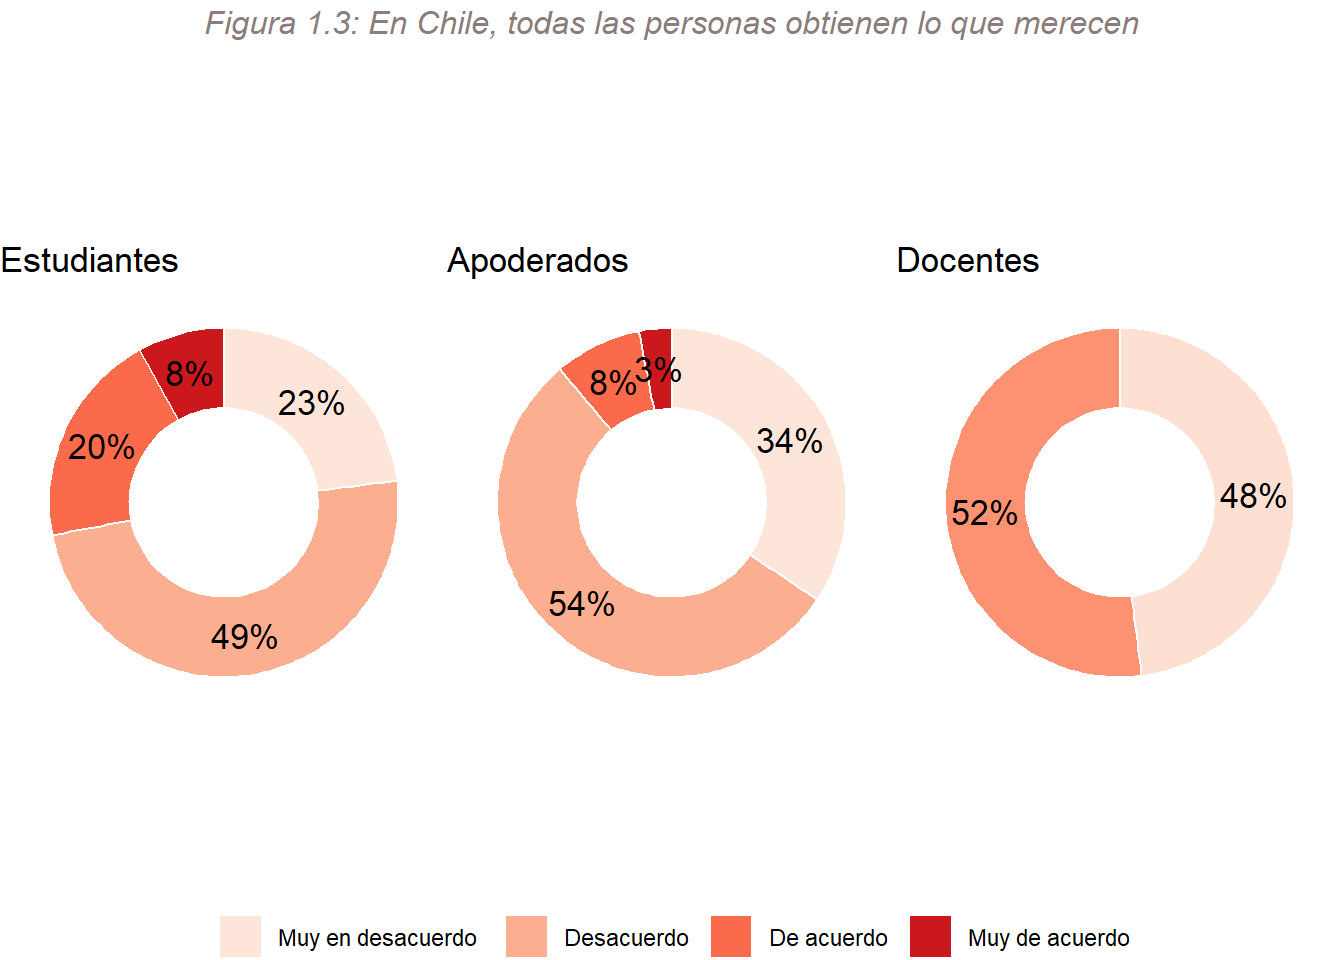 Figura 1.3: En Chile, todas las personas obtienen lo que merecen
Estudiantes
8%
23%
20%
49%
Apoderados
3%
8%
34%
54%
Docentes
48%
52%
Muy en desacuerdo
Desacuerdo
De acuerdo
Muy de acuerdo